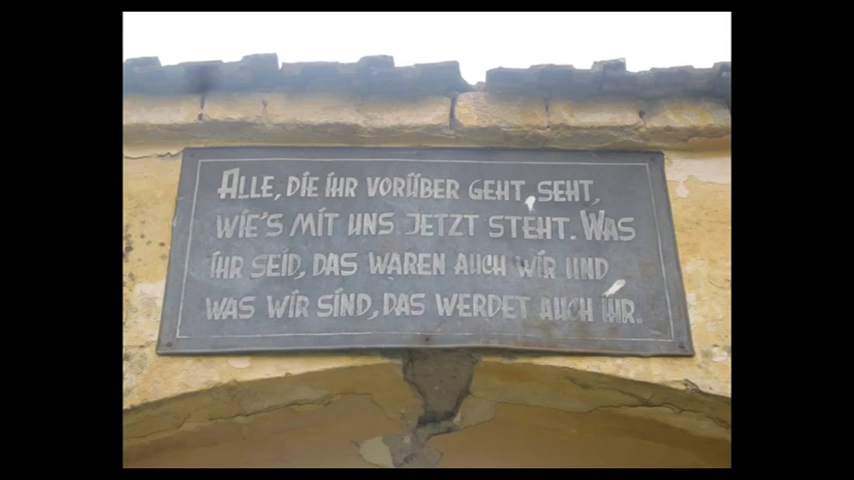 ALLE, DIE IHR VORÜBER GEHT, SEHT,
WIE'S MIT UNS JETZT STEHT. WAS
IHR SEID, DAS WAREN AUCH WIR UND
WAS WIR SIND, DAS WERDET AUCH IHR.